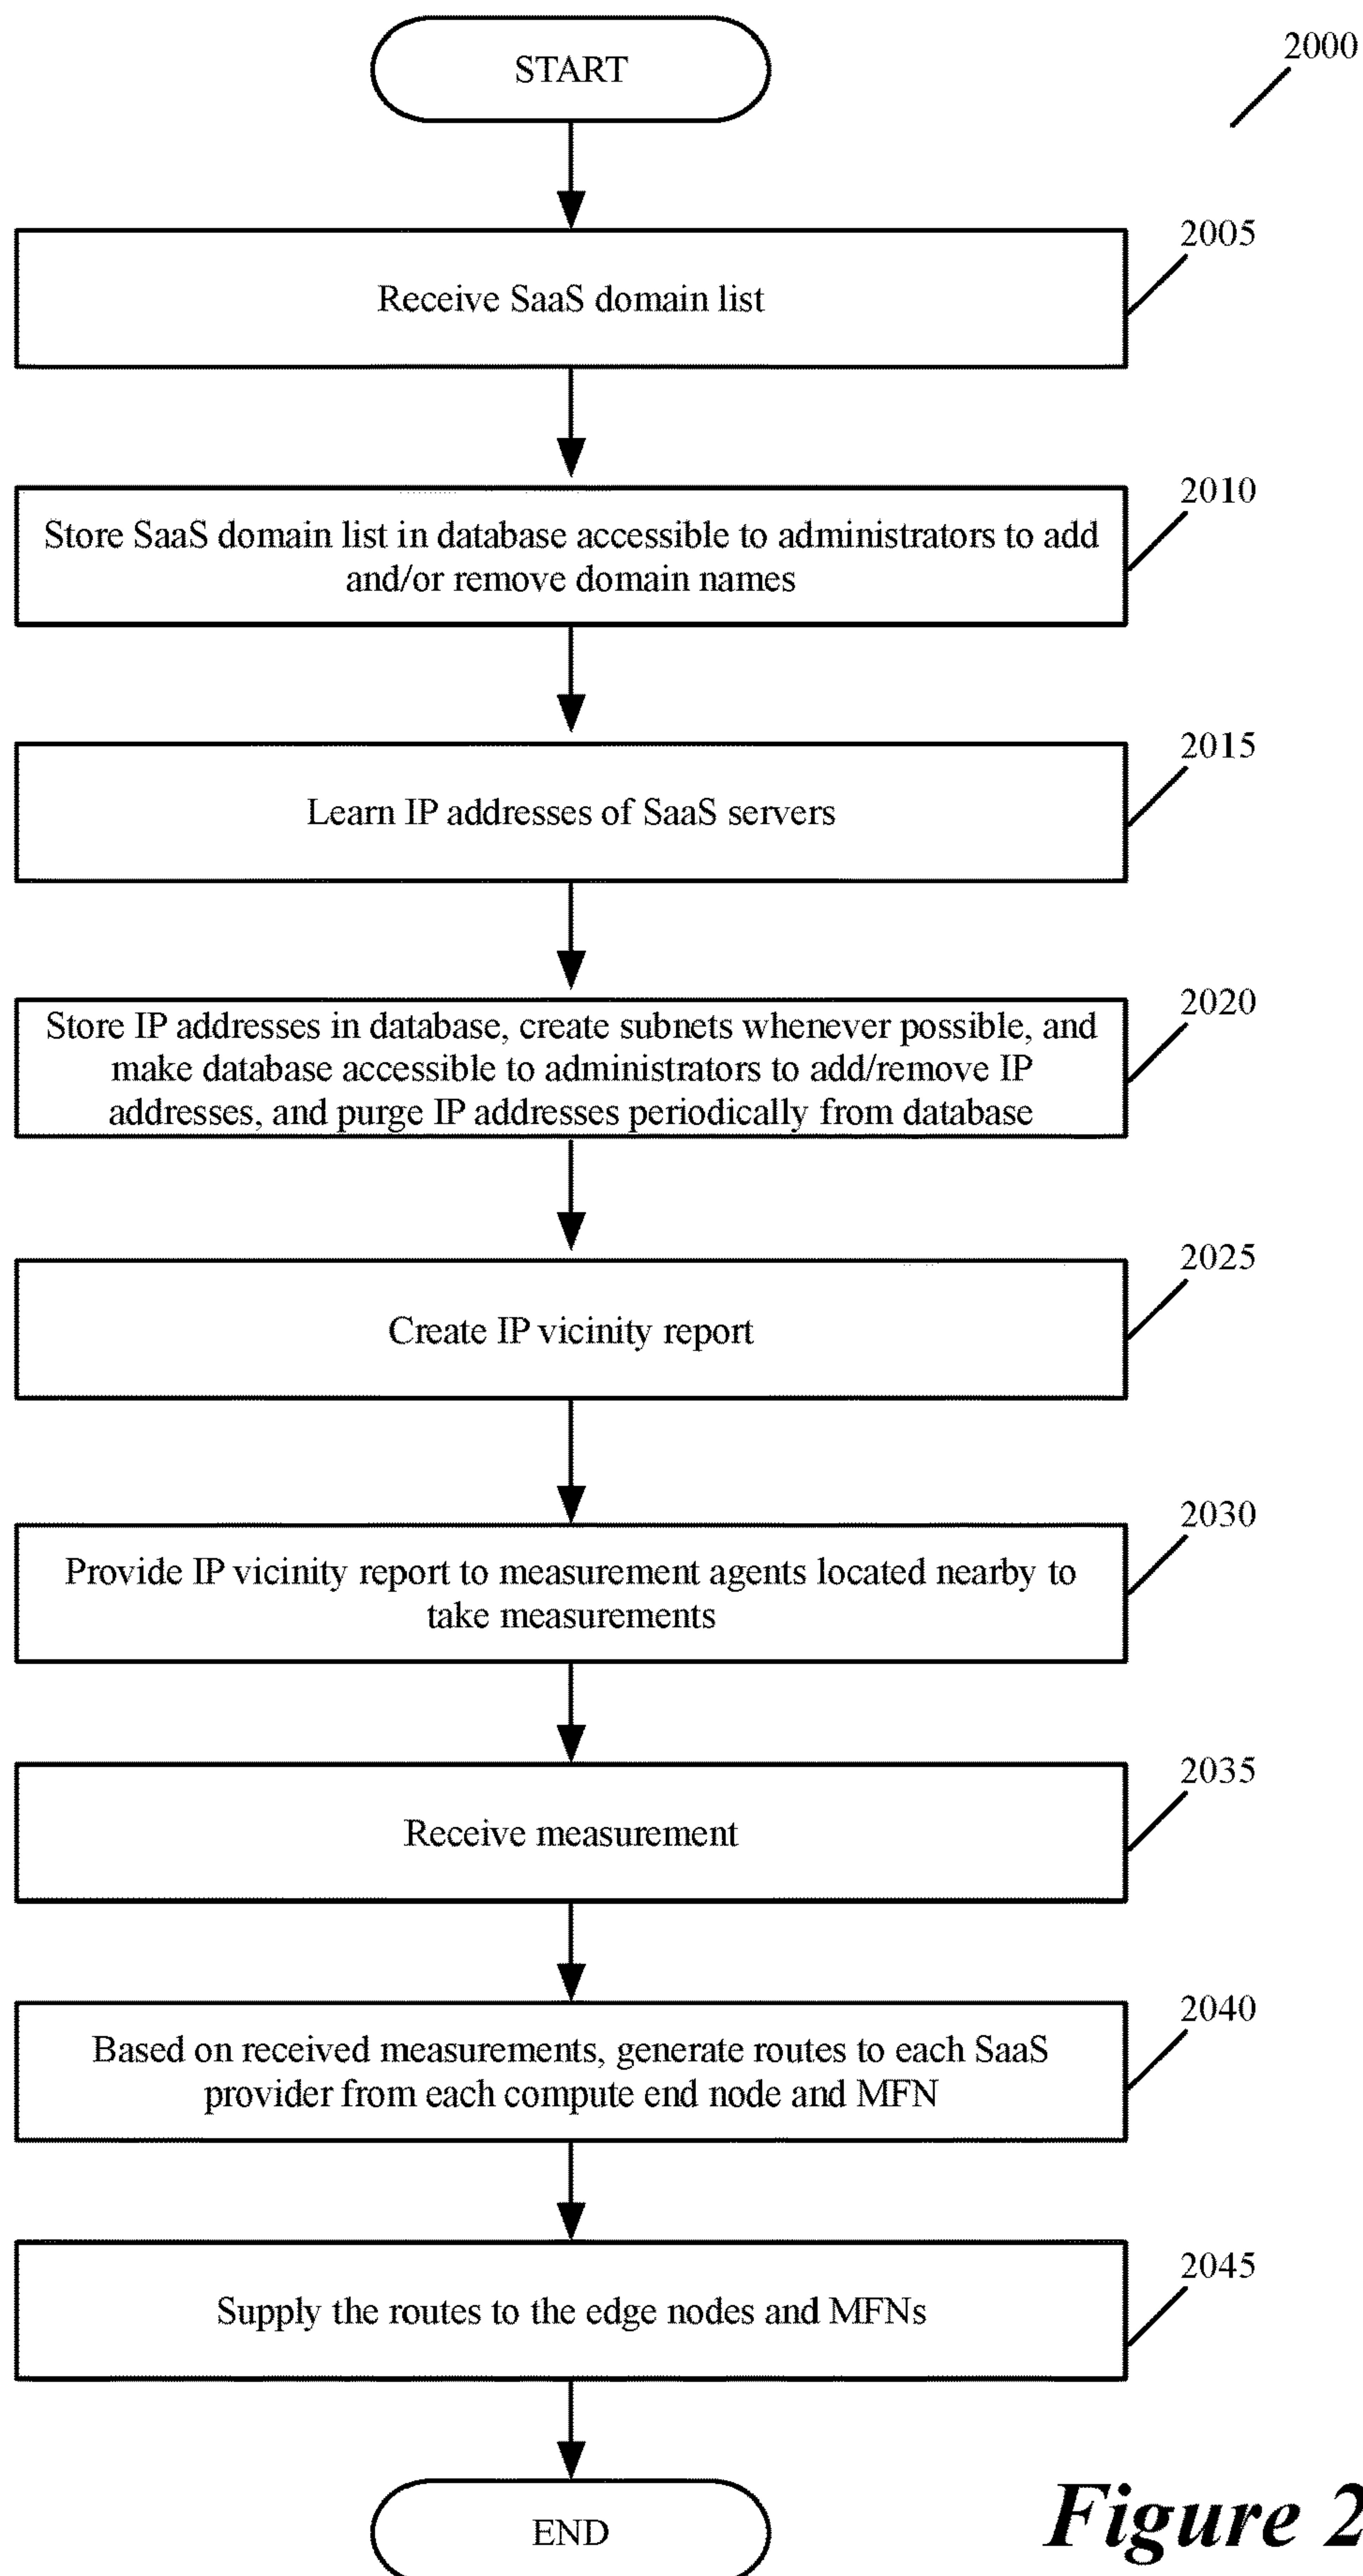 START
2000
2005
Receive SaaS domain list
2010
Store SaaS domain list in database accessible to administrators to add
and/or remove domain names
2015
Learn IP addresses of SaaS servers
2020
Store IP addresses in database, create subnets whenever possible, and
make database accessible to administrators to add/remove IP
addresses, and purge IP addresses periodically from database
2025
Create IP vicinity report
2030
Provide IP vicinity report to measurement agents located nearby to
take measurements
2035
Receive measurement
2040
Based on received measurements, generate routes to each SaaS
provider from each compute end node and MFN
2045
Supply the routes to the edge nodes and MFNs
END
Figure 2